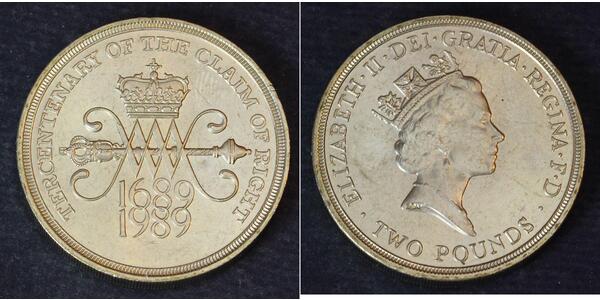 TERCENTENARY OF THE CLAIM OF RIGHT
1689
1989
ELIZABETH · II · DEI · GRATIA · REGINA · F · D ·
TWO POUNDS